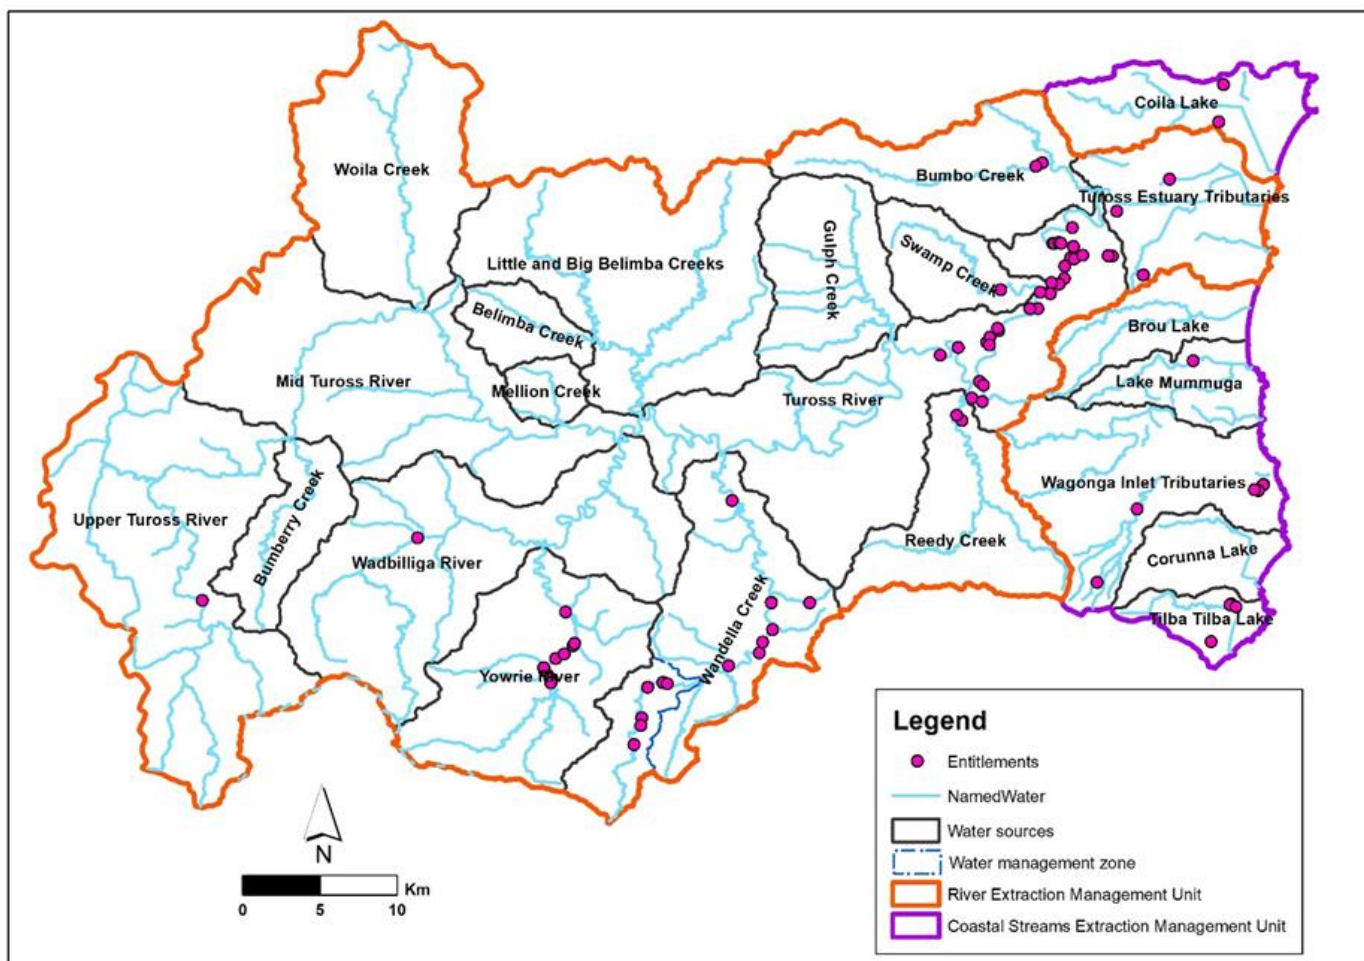 Coila Lake
Woila Creek
Bumbo Creek
Tuross Estuary Tributaries
Gulph Creek
Swamp Creek
Little and Big Belimba Creeks
Belimba Creek
Brou Lake
Mid Tuross River
Mellion Creek
Tuross River
Lake Mummuga
Wagonga Inlet Tributaries
Upper Tuross River
Bumberry Creek
Wadbilliga River
Reedy Creek
Corunna Lake
Wandella Creek
Tilba Tilba Lake
Yowrie River
N
Km
0 5 10
Legend
Entitlements
NamedWater
Water sources
Water management zone
River Extraction Management Unit
Coastal Streams Extraction Management Unit